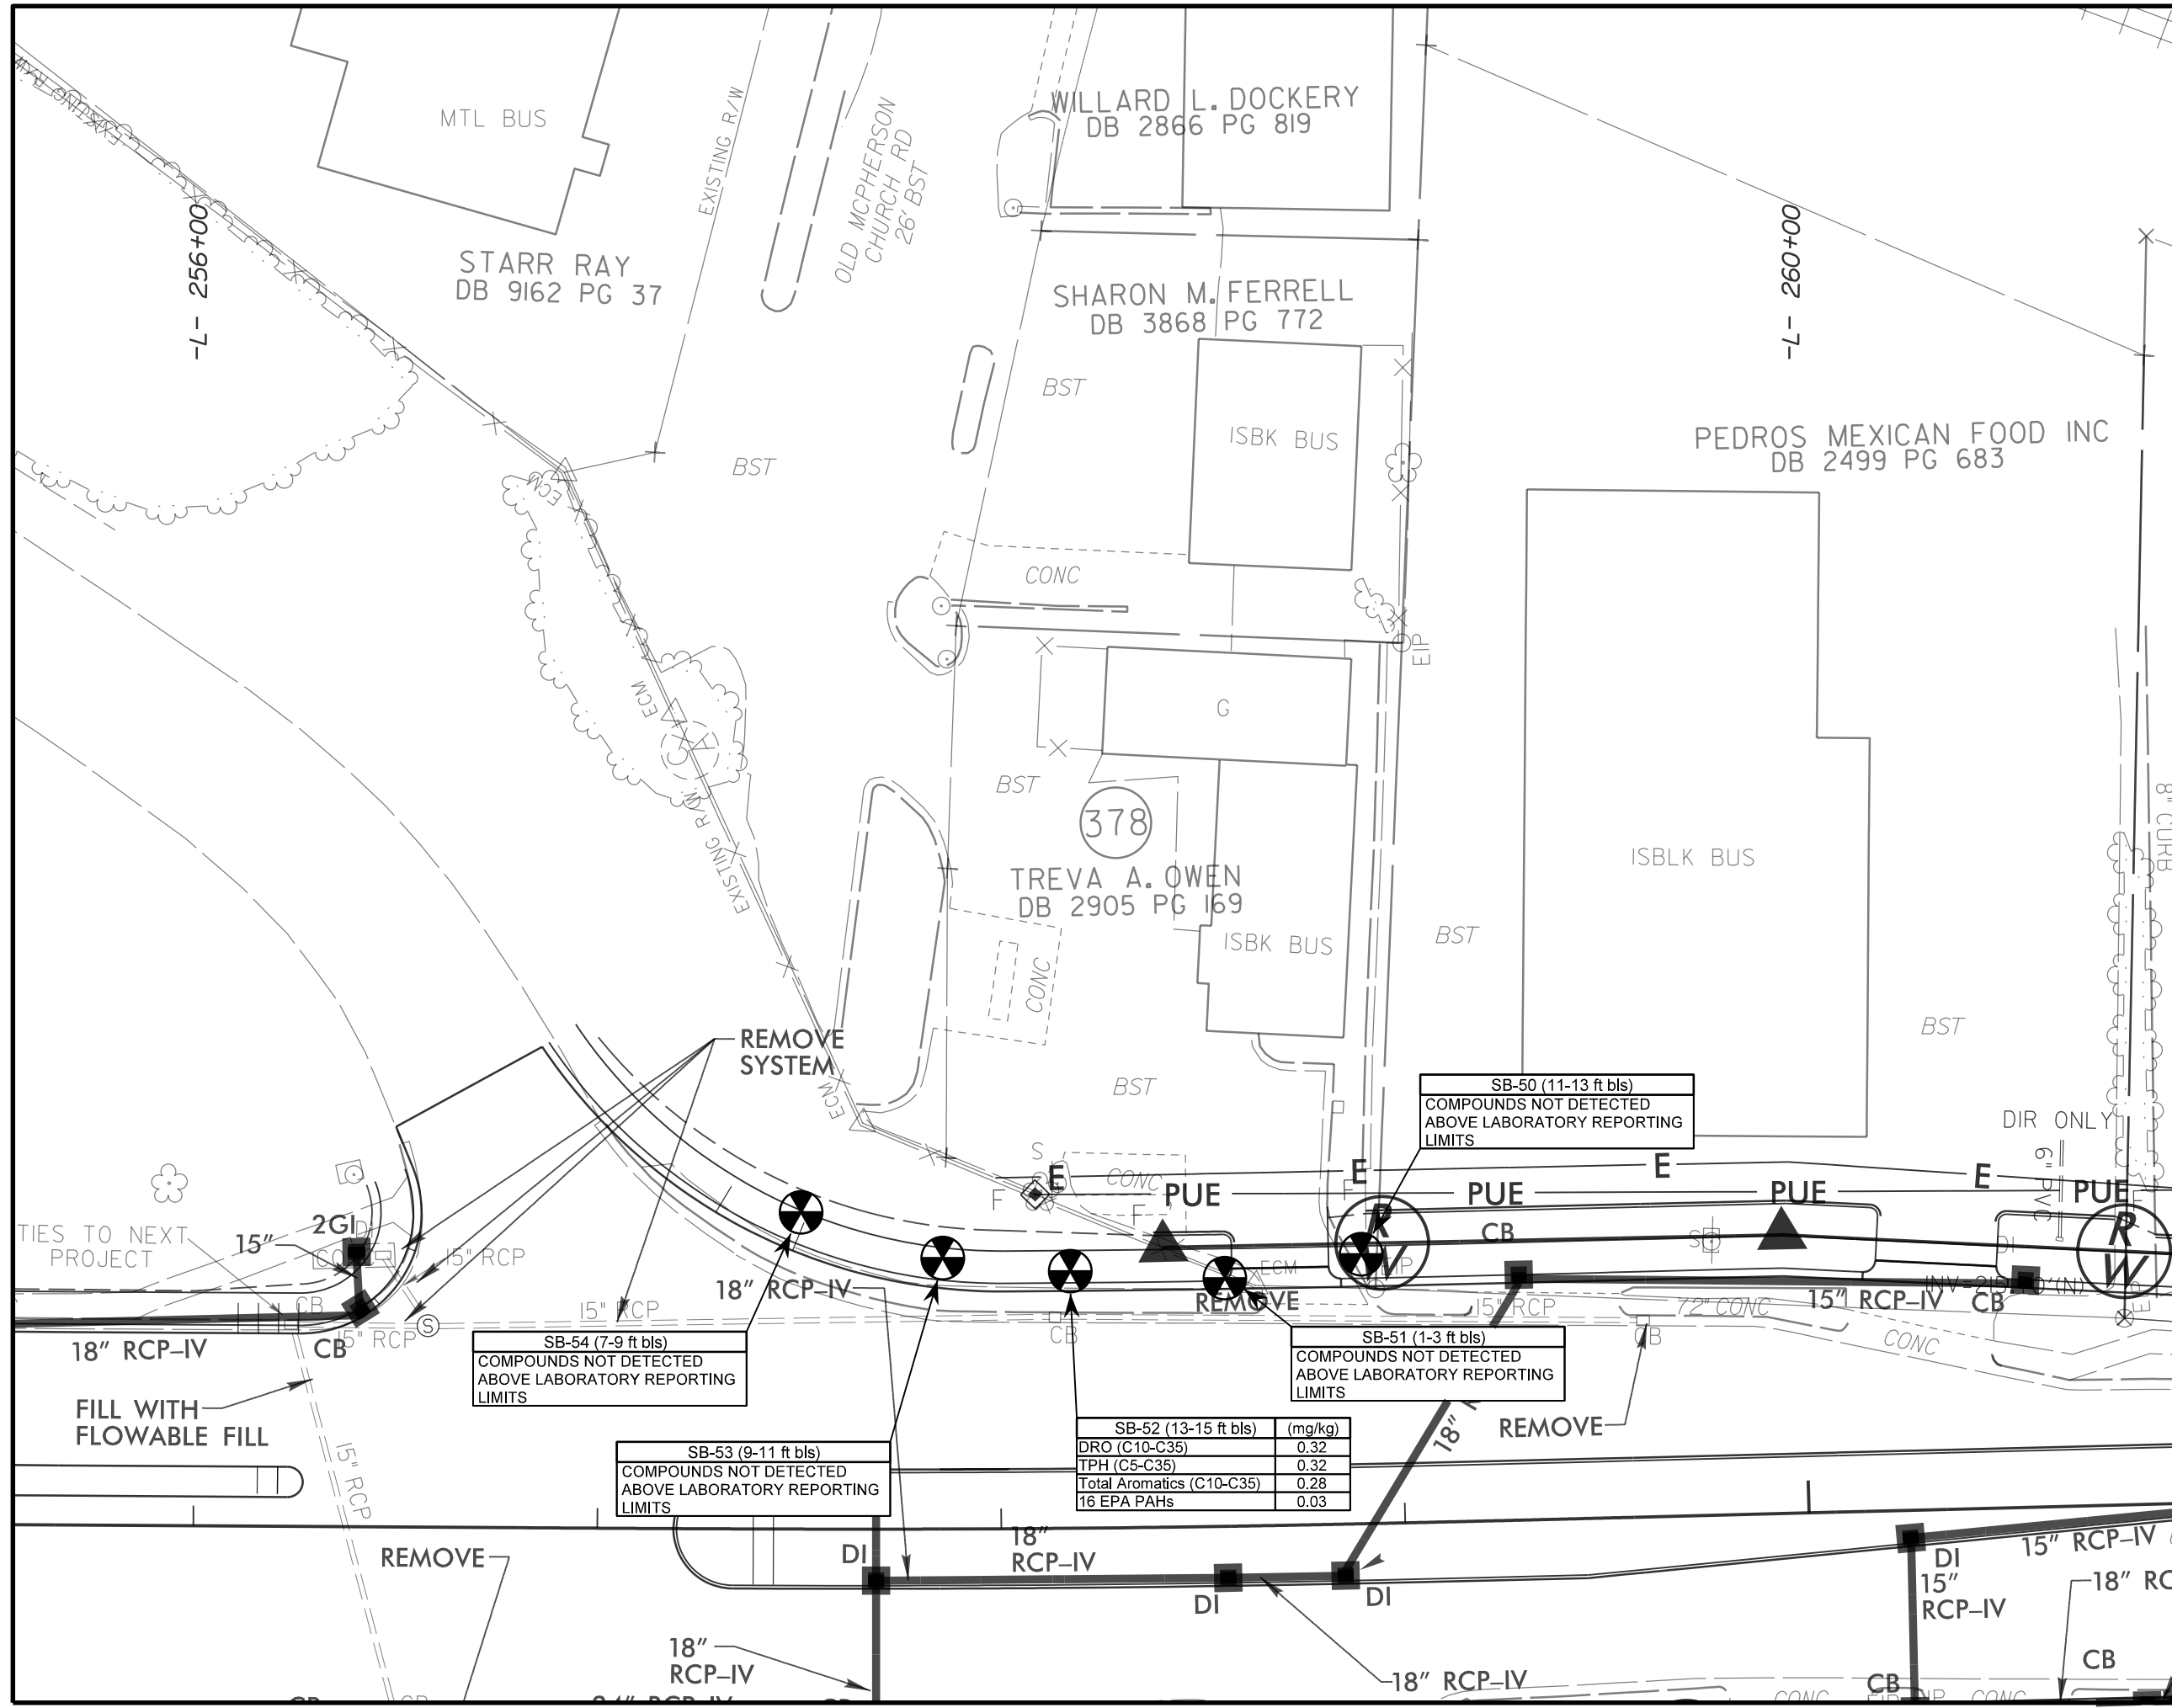 EXISTING R/W
MTL BUS
EXISTING R/W
OLD MCPHERSON
CHURCH RD
26' BST
WILLARD L. DOCKERY
DB 2866 PG 819
-L- 256+00
STARR RAY
DB 9162 PG 37
SHARON M. FERRELL
DB 3868 PG 772
-L- 260+00
BST
ISBK BUS
PEDROS MEXICAN FOOD INC
DB 2499 PG 683
BST
ECM
CONC
EIP
ECM
G
BST
378
8" CURB
EXISTING R/W
ISBLK BUS
TREVA A. OWEN
DB 2905 PG 169
ISBK BUS
BST
CONC
BST
REMOVE
SYSTEM
ECM
BST
SB-50 (11-13 ft bls)
COMPOUNDS NOT DETECTED
ABOVE LABORATORY REPORTING
LIMITS
DIR ONLY
6" PVC
S
E
E
E
E
CONC
F
F
F
PUE
PUE
PUE
PUE
R
W
R
W
CB
S
DI
TIES TO NEXT
PROJECT
2GI
15"
15" RCP
18" RCP-IV
15" RCP
ECM
EIP
REMOVE
15" RCP
72" CONC
15" RCP-IV
CB
CB
CB
15" RCP
S
18" RCP-IV
CB
CB
CONC
SB-54 (7-9 ft bls)
COMPOUNDS NOT DETECTED
ABOVE LABORATORY REPORTING
LIMITS
SB-51 (1-3 ft bls)
COMPOUNDS NOT DETECTED
ABOVE LABORATORY REPORTING
LIMITS
FILL WITH
FLOWABLE FILL
15" RCP
18"
REMOVE
SB-53 (9-11 ft bls)
COMPOUNDS NOT DETECTED
ABOVE LABORATORY REPORTING
LIMITS
SB-52 (13-15 ft bls) (mg/kg)
DRO (C10-C35) 0.32
TPH (C5-C35) 0.32
Total Aromatics (C10-C35) 0.28
16 EPA PAHs 0.03
REMOVE
DI
18"
RCP-IV
DI
DI
DI
15"
RCP-IV
15" RCP-IV
18" RC
18"
RCP-IV
18" RCP-IV
CB
CB
CONC
CONC